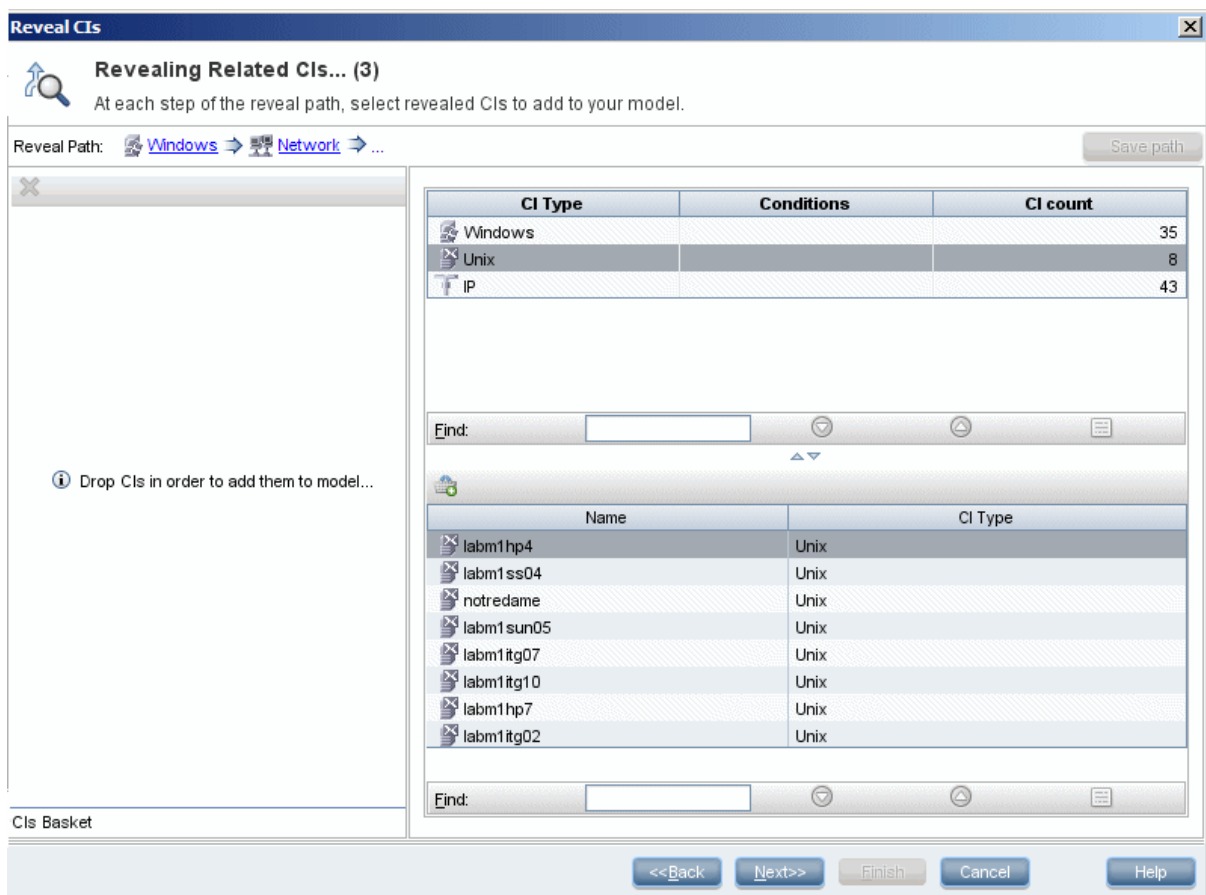 Reveal CIs
Revealing Related CIs... (3)
At each step of the reveal path, select revealed CIs to add to your model.
Reveal Path: Windows Network ... Save path
CI Type Conditions CI count
Windows 35
Unix 8
IP 43
Find:
Drop CIs in order to add them to model...
Name CI Type
labm1hp4 Unix
labm1ss04 Unix
notredame Unix
labm1sun05 Unix
labm1itg07 Unix
labm1itg10 Unix
labm1hp7 Unix
labm1itg02 Unix
Find:
CIs Basket
<<Back Next>> Finish Cancel Help